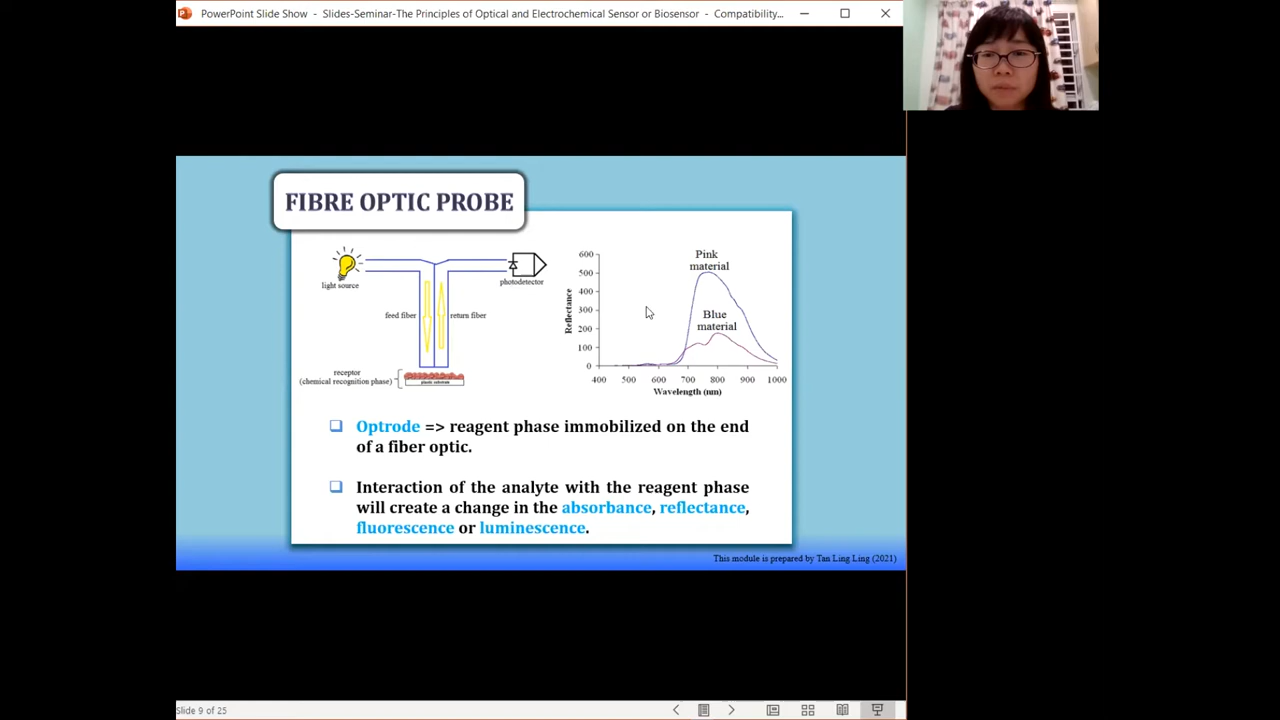 PowerPoint Slide Show - Slides-Seminar-The Principles of Optical and Electrochemical Sensor or Biosensor - Compatibility...
FIBRE OPTIC PROBE
light source
photodetector
feed fiber
return fiber
receptor
(chemical recognition phase)
plastic substrate
600
500
400
300
200
100
0
Reflectance
Pink
material
Blue
material
400 500 600 700 800 900 1000
Wavelength (nm)
Optrode => reagent phase immobilized on the end
of a fiber optic.
Interaction of the analyte with the reagent phase
will create a change in the absorbance, reflectance,
fluorescence or luminescence.
This module is prepared by Tan Ling Ling (2021)
Slide 9 of 25